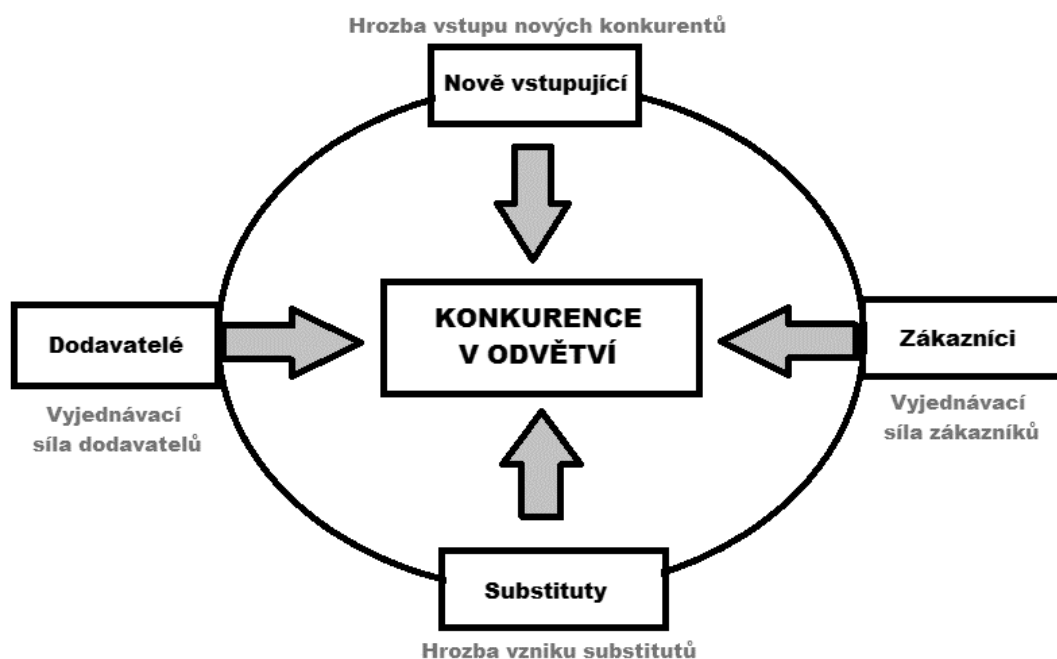 Hrozba vstupu nových konkurentů
Nově vstupující
KONKURENCE
V ODVĚTVÍ
Dodavatelé
Vyjednávací
síla dodavatelů
Zákazníci
Vyjednávací
síla zákazníků
Substituty
Hrozba vzniku substitutů